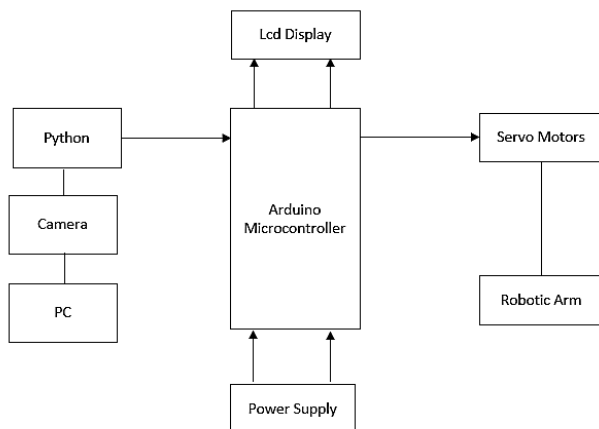 Lcd Display
Python
Servo Motors
Arduino
Microcontroller
Camera
PC
Robotic Arm
Power Supply